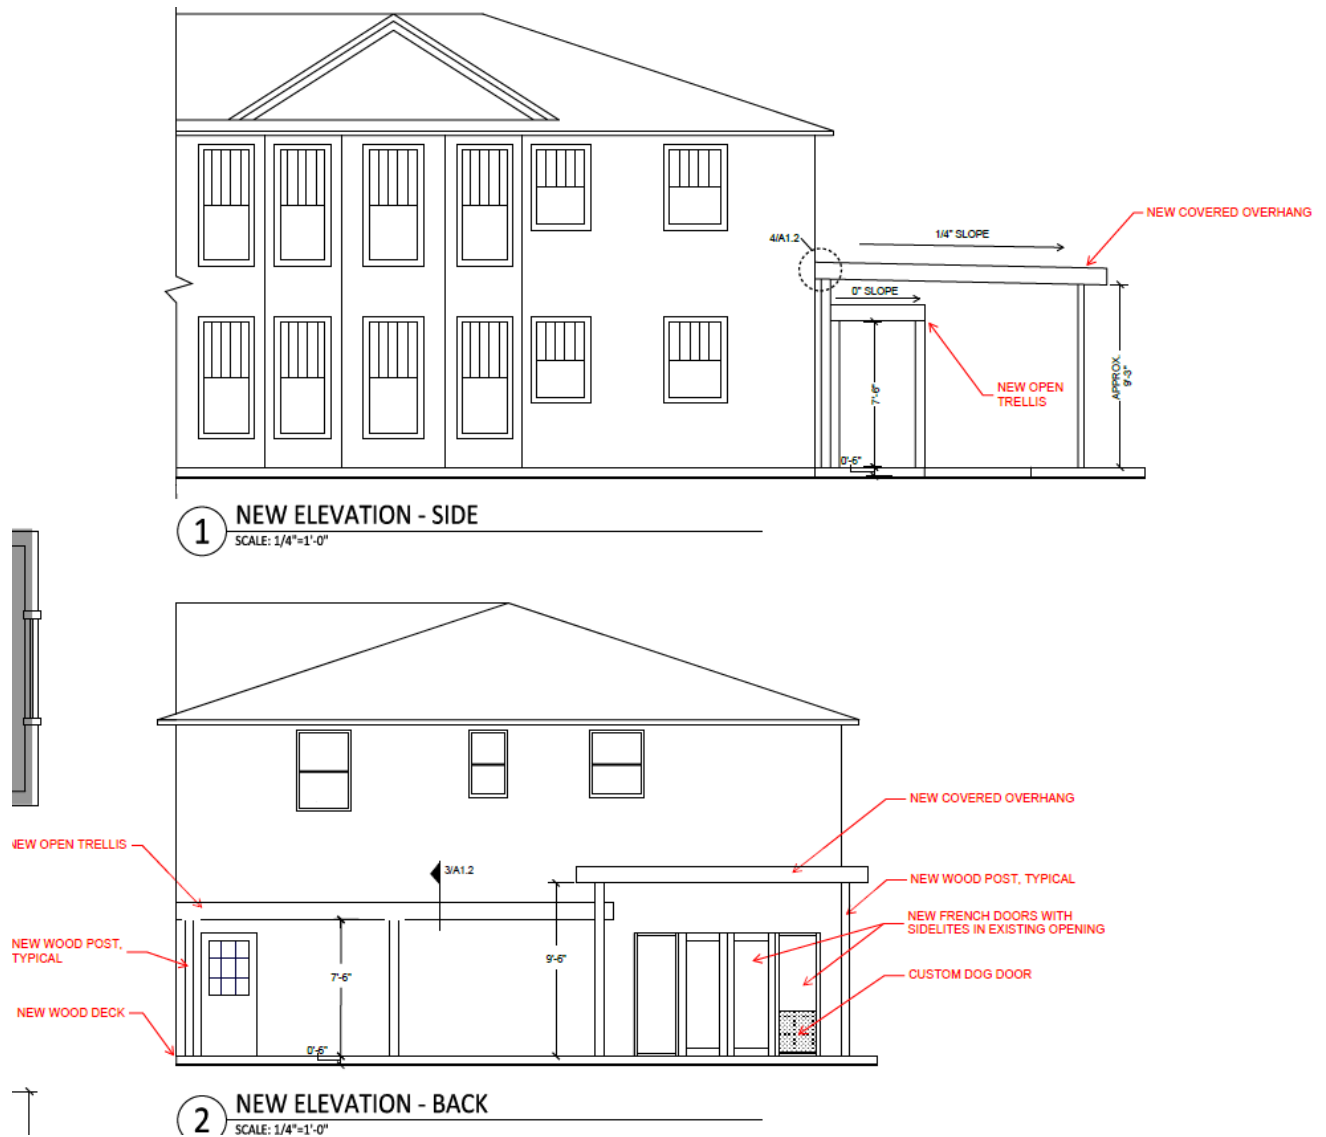 NEW COVERED OVERHANG
1/4" SLOPE
4/A1.2
0" SLOPE
NEW OPEN
TRELLIS
APPROX.
9'-3"
7'-6"
0'-6"
1
NEW ELEVATION - SIDE
SCALE: 1/4"=1'-0"
NEW COVERED OVERHANG
NEW OPEN TRELLIS
3/A1.2
NEW WOOD POST, TYPICAL
NEW FRENCH DOORS WITH
SIDELITES IN EXISTING OPENING
NEW WOOD POST,
TYPICAL
9'-6"
7'-6"
CUSTOM DOG DOOR
NEW WOOD DECK
0'-6"
2
NEW ELEVATION - BACK
SCALE: 1/4"=1'-0"